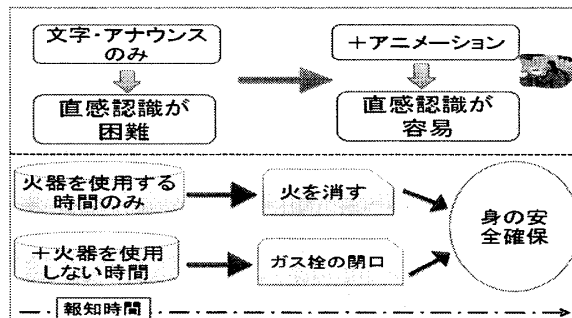 文字・アナウンス
のみ
＋アニメーション
直感認識が
困難
直感認識が
容易
火器を使用する
時間のみ
火を消す
身の安
全確保
＋火器を使用
しない時間
ガス栓の閉口
報知時間